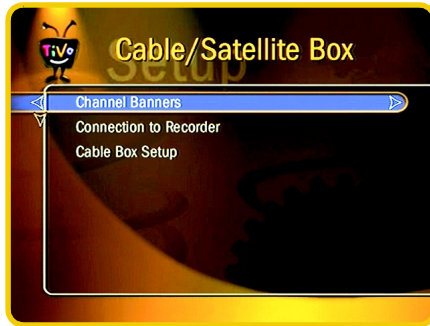 TiVo
Cable/Satellite Box
Setup
Channel Banners
Connection to Recorder
Cable Box Setup